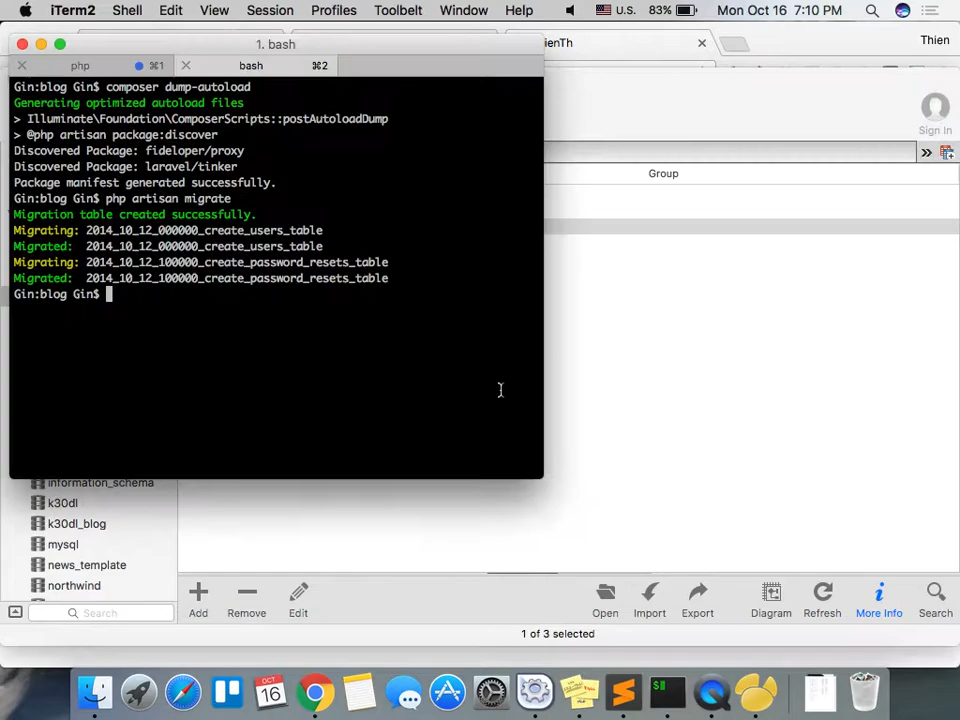 iTerm2 Shell Edit View Session Profiles Toolbelt Window Help U.S. 83% Mon Oct 16 7:10 PM
1. bash
ienTh
Thien
php ⌘1 bash ⌘2
Gin:blog Gin$ composer dump-autoload
Generating optimized autoload files
> Illuminate\Foundation\ComposerScripts::postAutoloadDump
> @php artisan package:discover
Discovered Package: fideloper/proxy
Discovered Package: laravel/tinker
Package manifest generated successfully.
Gin:blog Gin$ php artisan migrate
Migration table created successfully.
Migrating: 2014_10_12_000000_create_users_table
Migrated:  2014_10_12_000000_create_users_table
Migrating: 2014_10_12_100000_create_password_resets_table
Migrated:  2014_10_12_100000_create_password_resets_table
Gin:blog Gin$
Sign In
Group
information_schema
k30dl
k30dl_blog
mysql
news_template
northwind
Search
Add Remove Edit Open Import Export Diagram Refresh More Info Search
1 of 3 selected
OCT
16